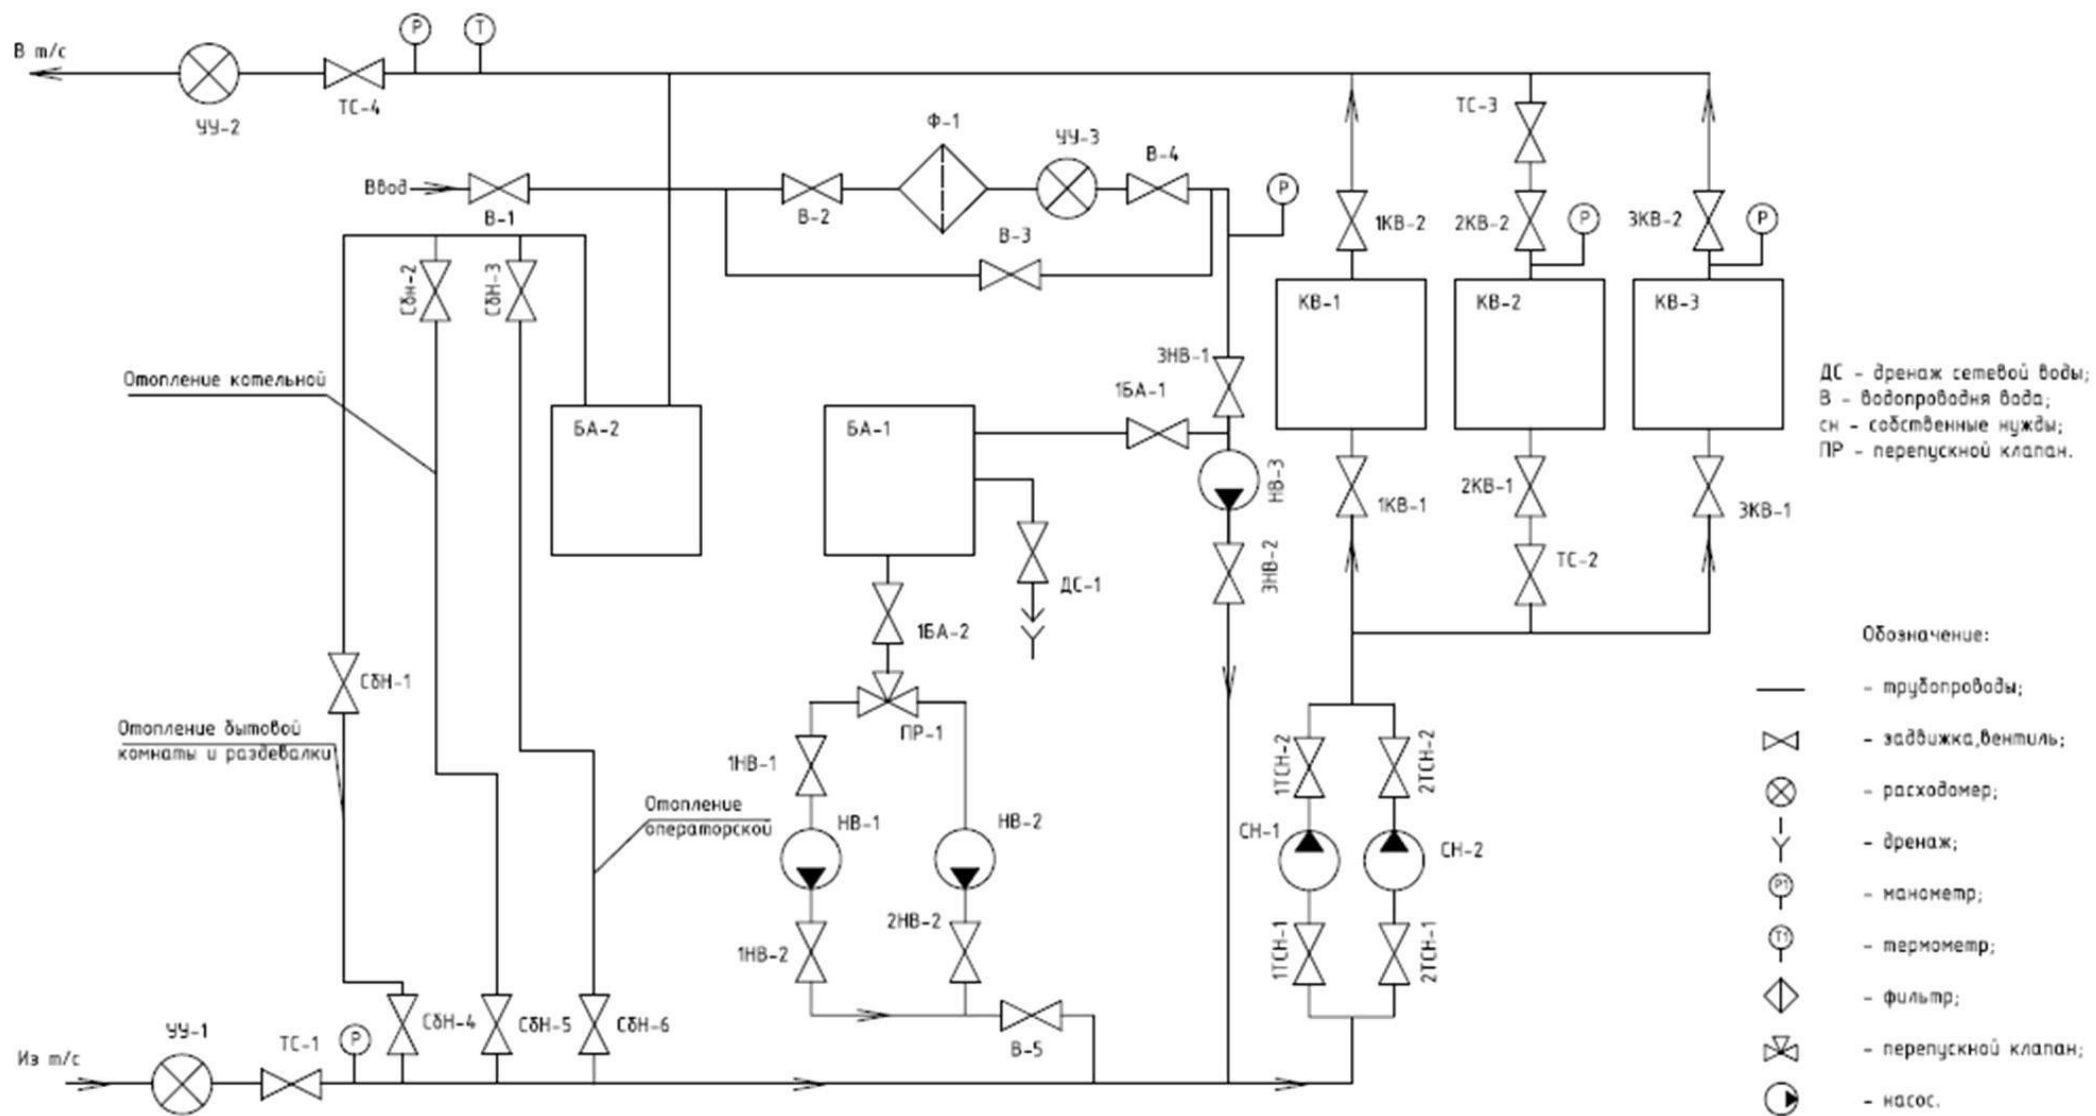 P
T
В т/с
ТС-4
УУ-2
ТС-3
Ф-1
УУ-3
В-4
Ввод
В-1
В-2
P
В-3
1КВ-2
2КВ-2
P
3КВ-2
P
Сбн-2
СбН-3
КВ-1
КВ-2
КВ-3
3НВ-1
1БА-1
Отопление котельной
БА-2
БА-1
НВ-3
ДС - дренаж сетевой воды;
В - водопроводня вода;
сн - собственные нужды;
ПР - перепускной клапан.
1КВ-1
2КВ-1
3КВ-1
3НВ-2
ТС-2
ДС-1
1БА-2
СбН-1
ПР-1
Отопление бытовой
комнаты и раздевалки
1НВ-1
1ТСН-2
2ТСН-2
Отопление
операторской
НВ-1
НВ-2
СН-1
СН-2
1НВ-2
2НВ-2
1ТСН-1
2ТСН-1
СбН-4
СбН-5
СбН-6
В-5
УУ-1
ТС-1
P
Из т/с
Обозначение:
- трубопроводы;
- задвижка,вентиль;
- расходомер;
- дренаж;
P1
- манометр;
T1
- термометр;
- фильтр;
- перепускной клапан;
- насос.